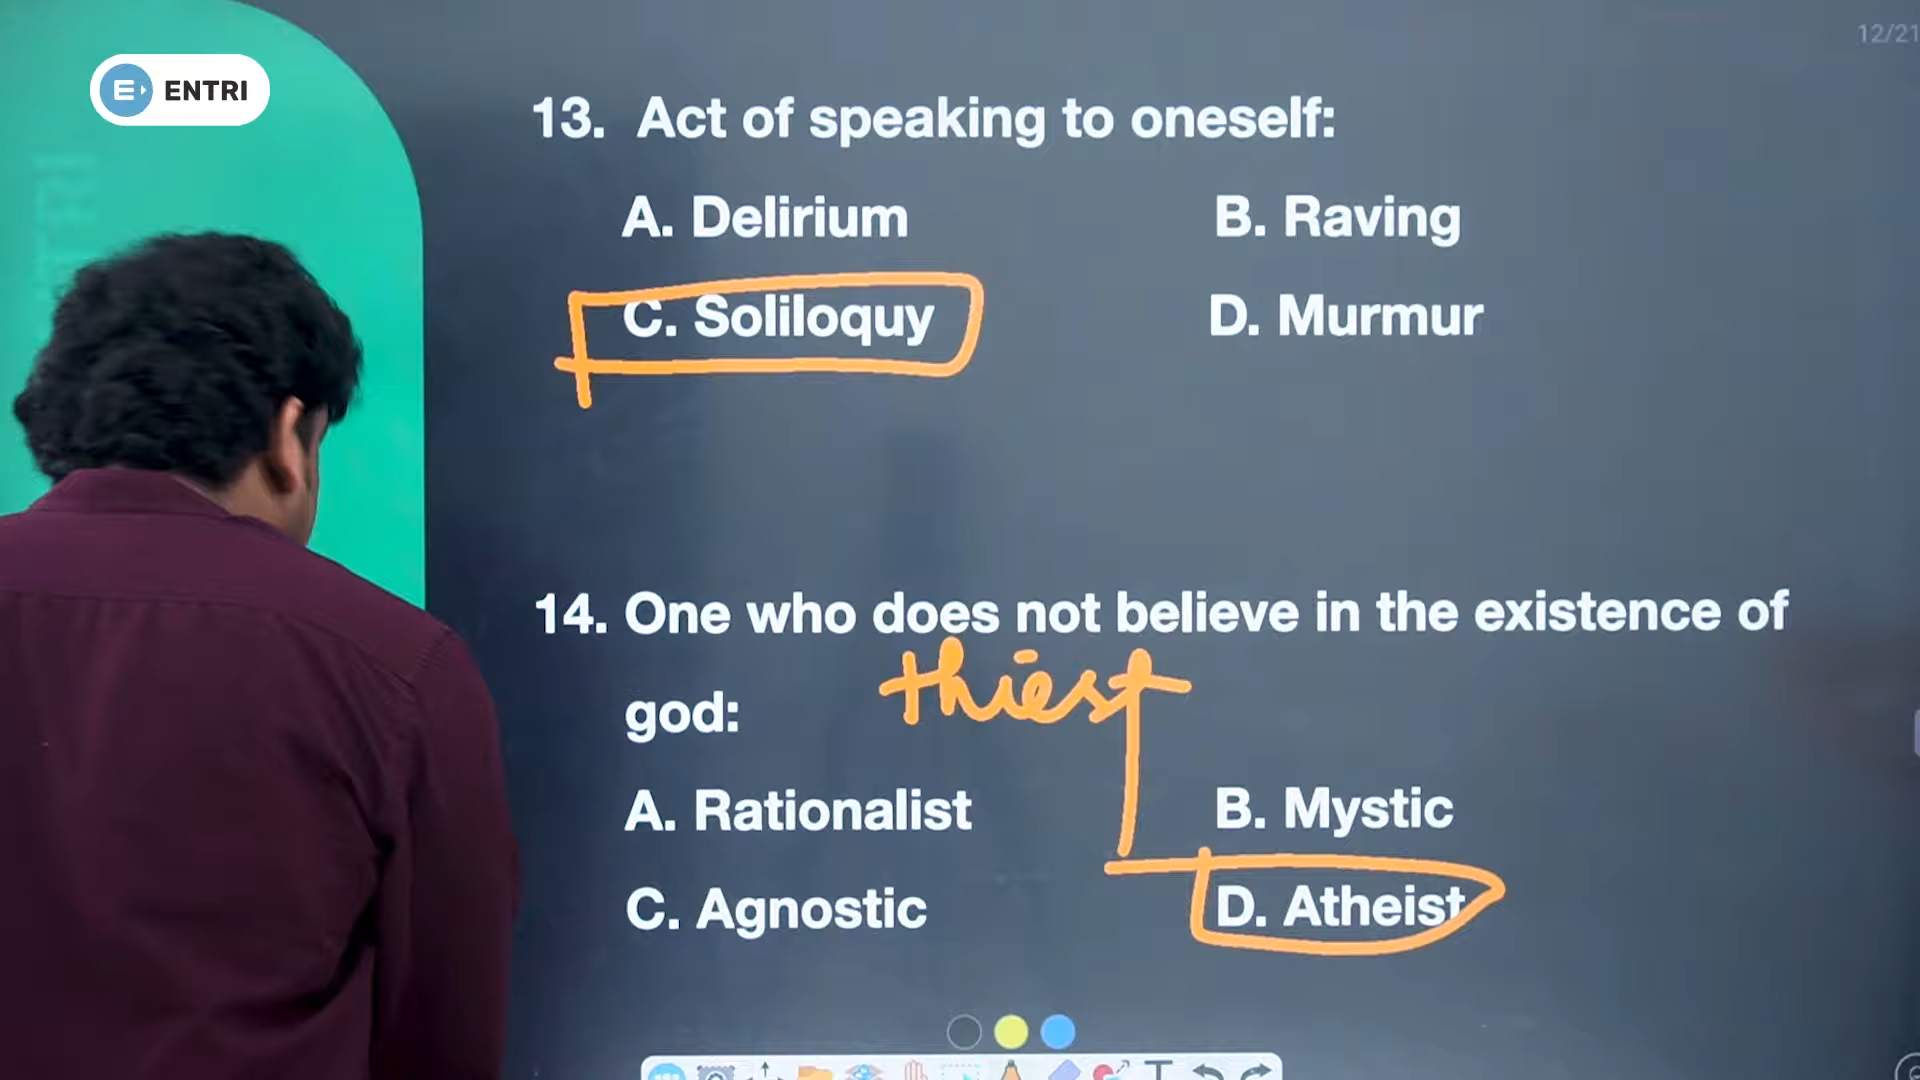 12/21
ENTRI
13. Act of speaking to oneself:
A. Delirium
B. Raving
C. Soliloquy
D. Murmur
14. One who does not believe in the existence of
god:
thiest
A. Rationalist
B. Mystic
C. Agnostic
D. Atheist